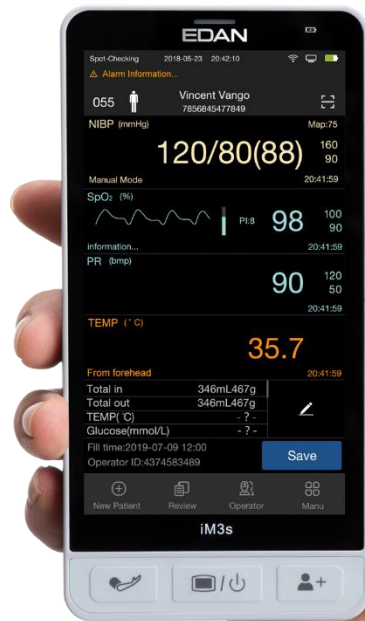 EDAN
Spot-Checking 2018-05-23 20:42:10
Alarm Information...
055 Vincent Vango
7856845477849
NIBP (mmHg) Map:75
120/80(88) 160
90
Manual Mode 20:41:59
SpO₂ (%)
PI:8 98 100
90
information... 20:41:59
PR (bmp)
90 120
50
20:41:59
TEMP (°C)
35.7
From forehead 20:41:59
Total in 346mL467g
Total out 346mL467g
TEMP(°C) - ? -
Glucose(mmol/L) - ? -
Fill time:2019-07-09 12:00
Operator ID:4374583489
Save
New Patient Review Operator Manu
iM3s